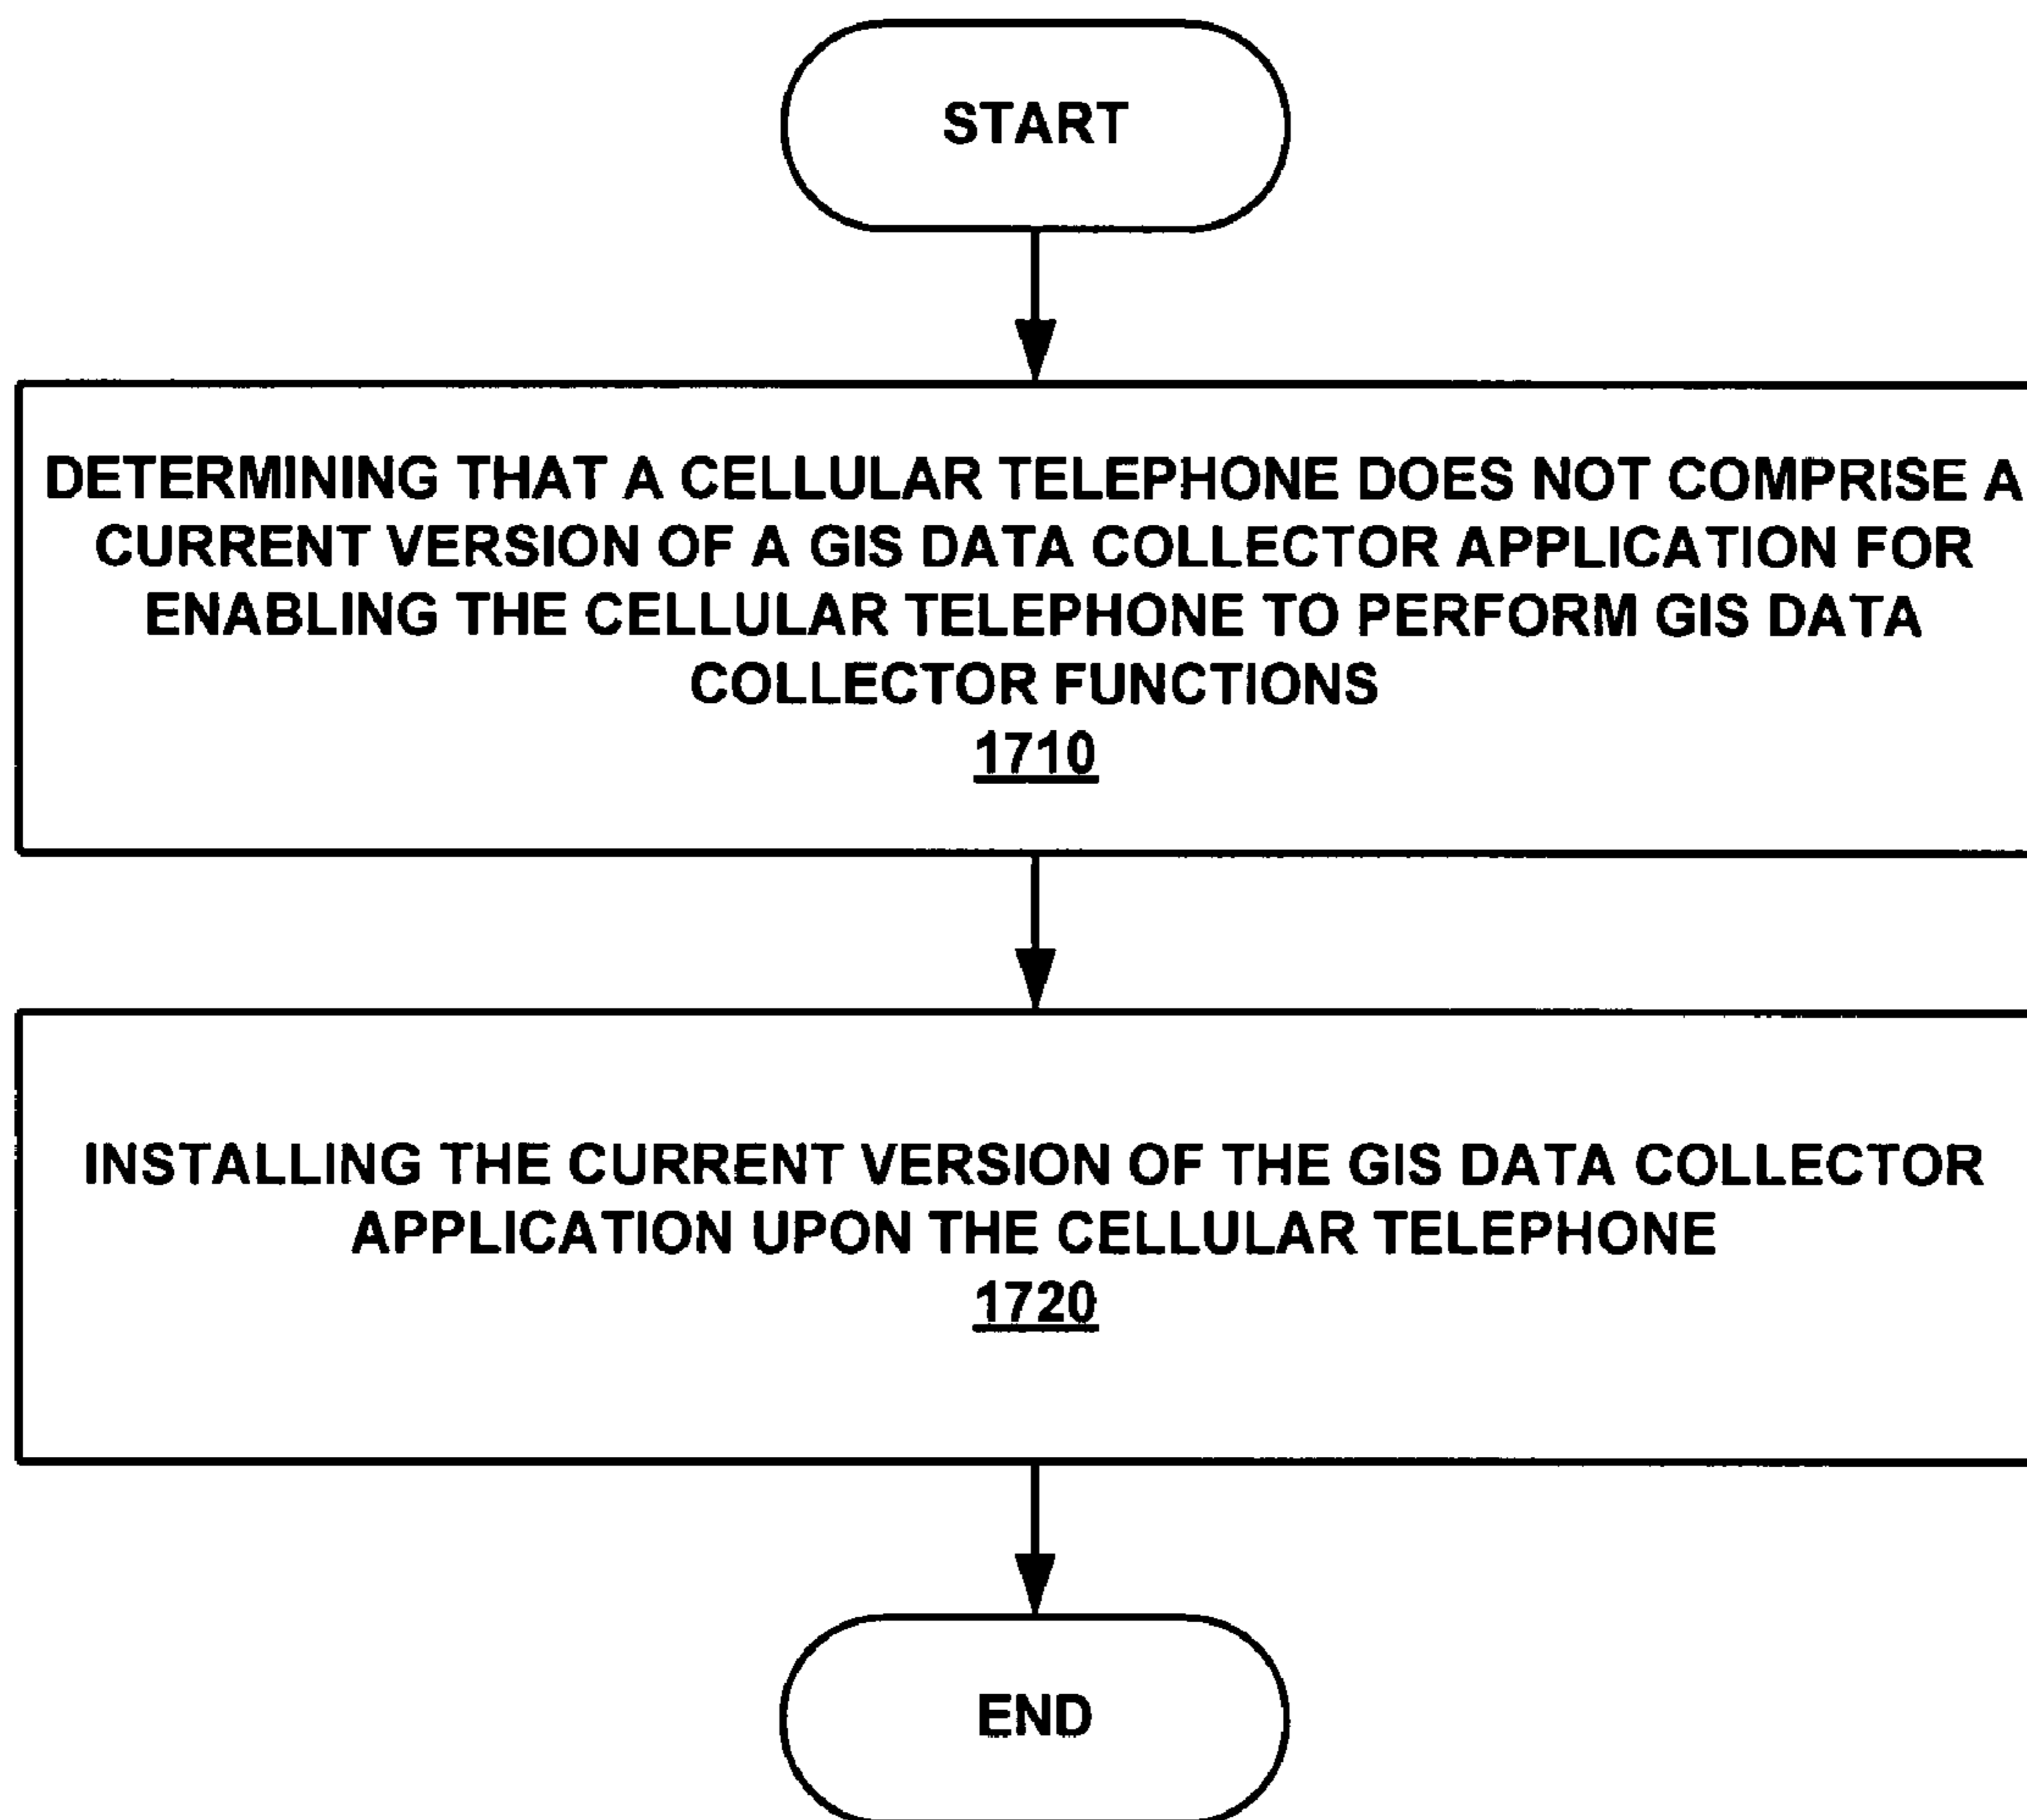 START
DETERMINING THAT A CELLULAR TELEPHONE DOES NOT COMPRISE A
CURRENT VERSION OF A GIS DATA COLLECTOR APPLICATION FOR
ENABLING THE CELLULAR TELEPHONE TO PERFORM GIS DATA
COLLECTOR FUNCTIONS
1710
INSTALLING THE CURRENT VERSION OF THE GIS DATA COLLECTOR
APPLICATION UPON THE CELLULAR TELEPHONE
1720
END